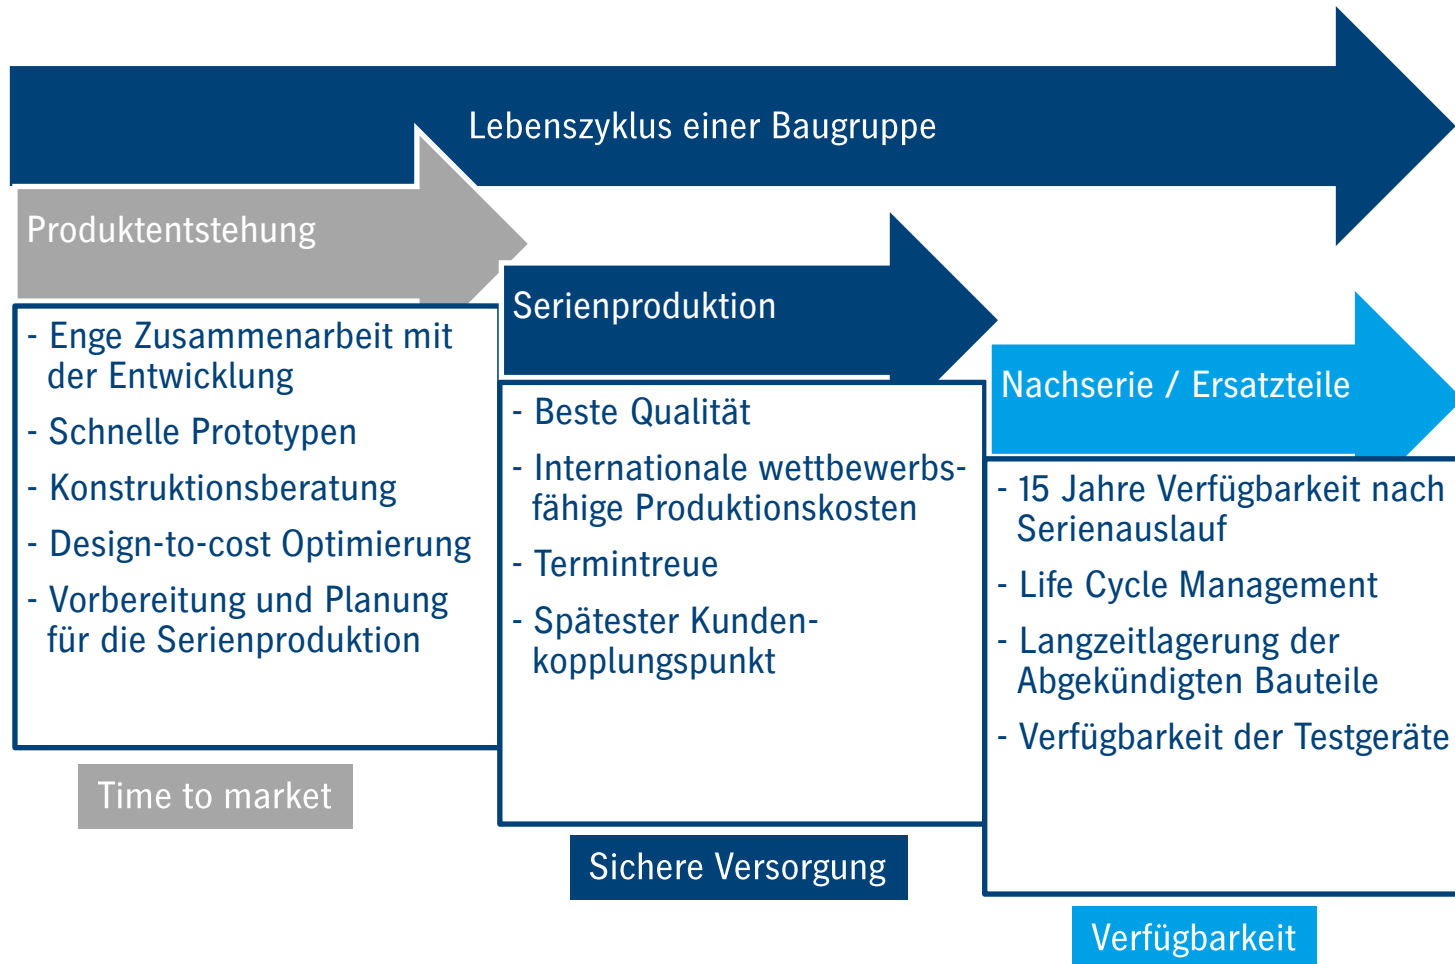 Lebenszyklus einer Baugruppe
Produktentstehung
- Enge Zusammenarbeit mit
der Entwicklung
- Schnelle Prototypen
- Konstruktionsberatung
- Design-to-cost Optimierung
- Vorbereitung und Planung
für die Serienproduktion
Time to market
Serienproduktion
- Beste Qualität
- Internationale wettbewerbs-
fähige Produktionskosten
- Termintreue
- Spätester Kunden-
kopplungspunkt
Sichere Versorgung
Nachserie / Ersatzteile
- 15 Jahre Verfügbarkeit nach
Serienauslauf
- Life Cycle Management
- Langzeitlagerung der
Abgekündigten Bauteile
- Verfügbarkeit der Testgeräte
Verfügbarkeit